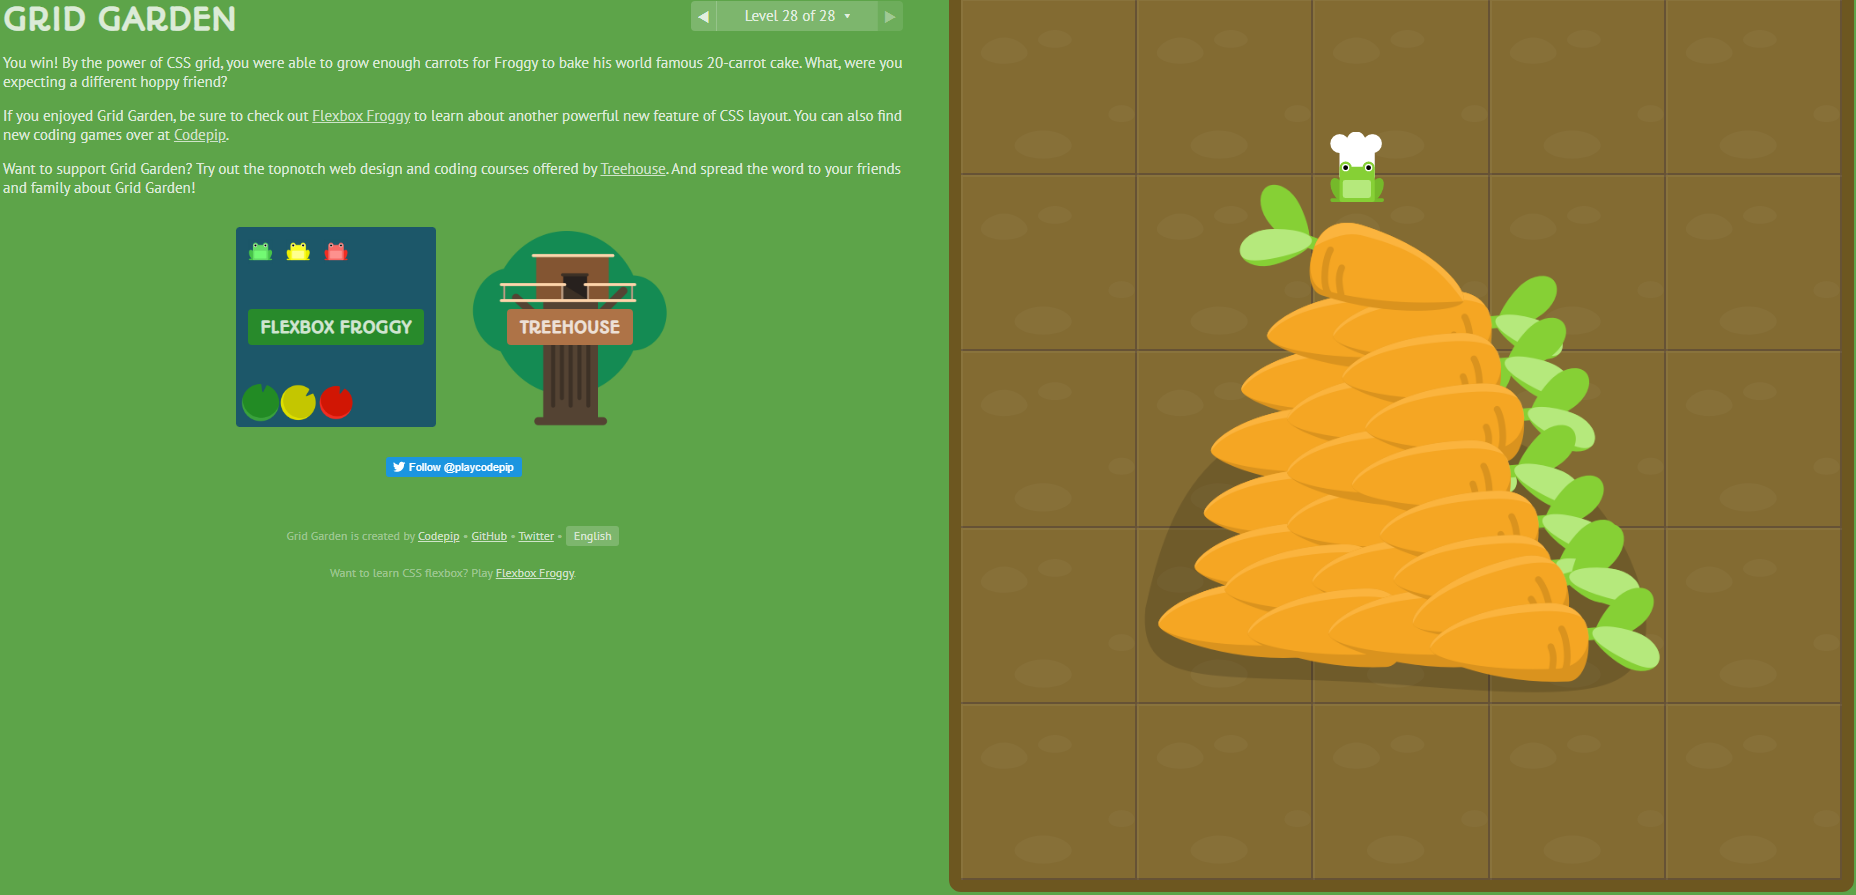 GRID GARDEN
◀ Level 28 of 28 ▾ ▶
You win! By the power of CSS grid, you were able to grow enough carrots for Froggy to bake his world famous 20-carrot cake. What, were you
expecting a different hoppy friend?
If you enjoyed Grid Garden, be sure to check out Flexbox Froggy to learn about another powerful new feature of CSS layout. You can also find
new coding games over at Codepip.
Want to support Grid Garden? Try out the topnotch web design and coding courses offered by Treehouse. And spread the word to your friends
and family about Grid Garden!
FLEXBOX FROGGY
TREEHOUSE
Follow @playcodepip
Grid Garden is created by Codepip • GitHub • Twitter • English
Want to learn CSS flexbox? Play Flexbox Froggy.